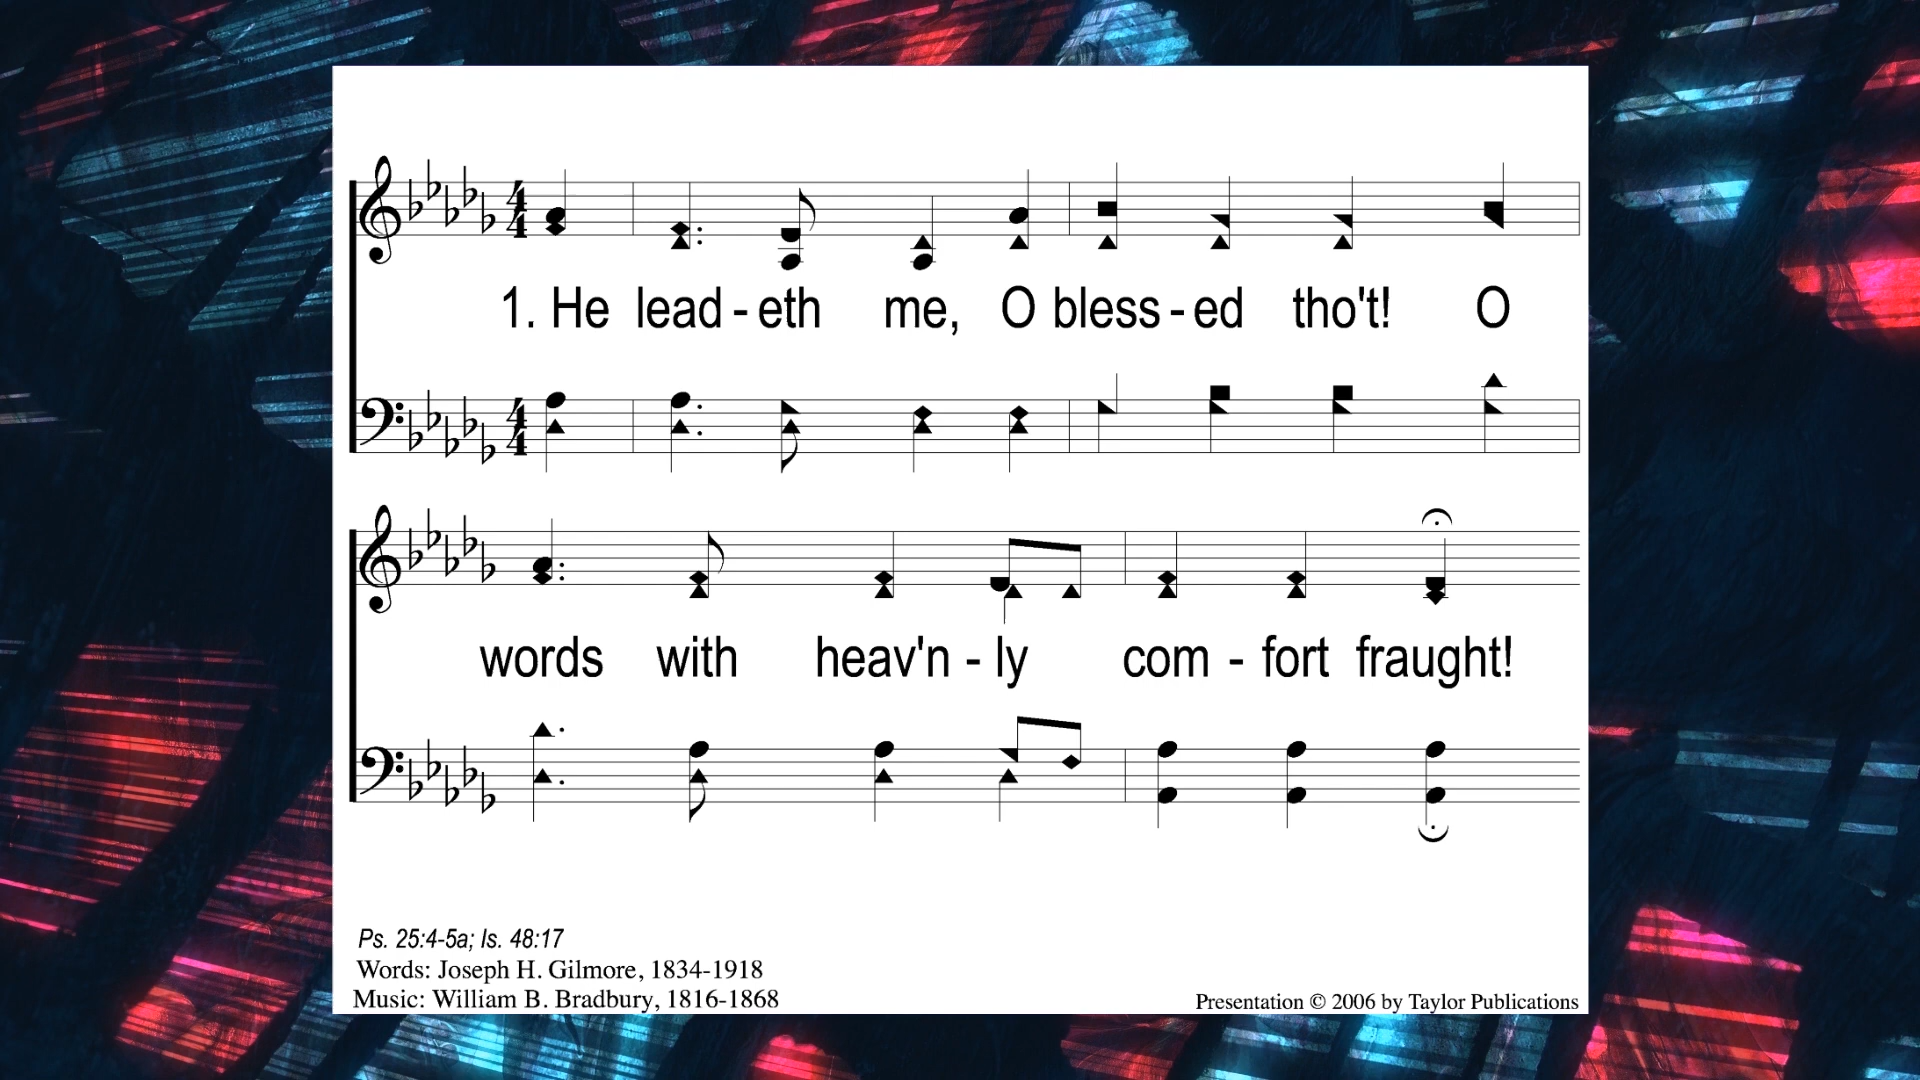 1. He lead - eth me, O bless - ed tho't! O
words with heav'n - ly com - fort fraught!
Ps. 25:4-5a; Is. 48:17
Words: Joseph H. Gilmore, 1834-1918
Music: William B. Bradbury, 1816-1868
Presentation © 2006 by Taylor Publications